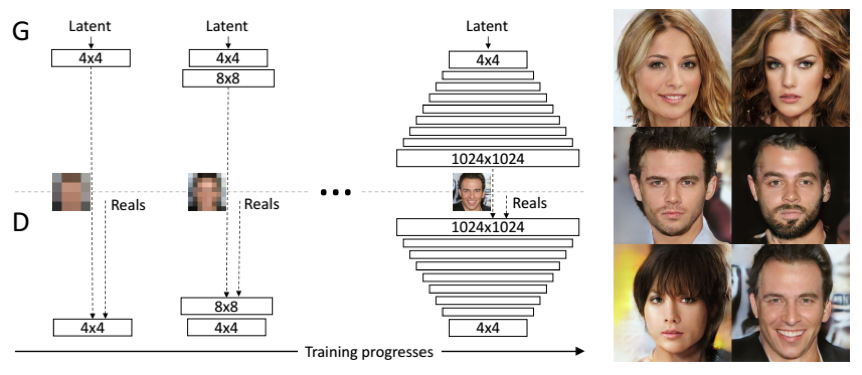 G
Latent
4x4
Latent
4x4
8x8
Latent
4x4
1024x1024
Reals
Reals
...
Reals
D
1024x1024
4x4
8x8
4x4
4x4
Training progresses